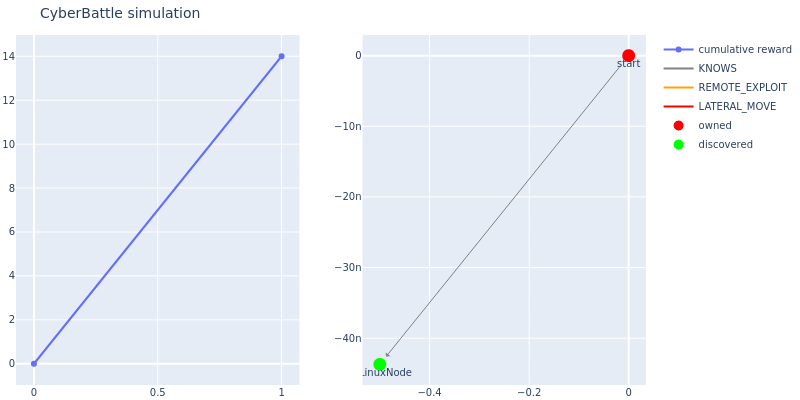 CyberBattle simulation
14
12
10
8
6
4
2
0
0
0.5
1
0
−10n
−20n
−30n
−40n
−0.4
−0.2
0
start
inuxNode
cumulative reward
KNOWS
REMOTE_EXPLOIT
LATERAL_MOVE
owned
discovered